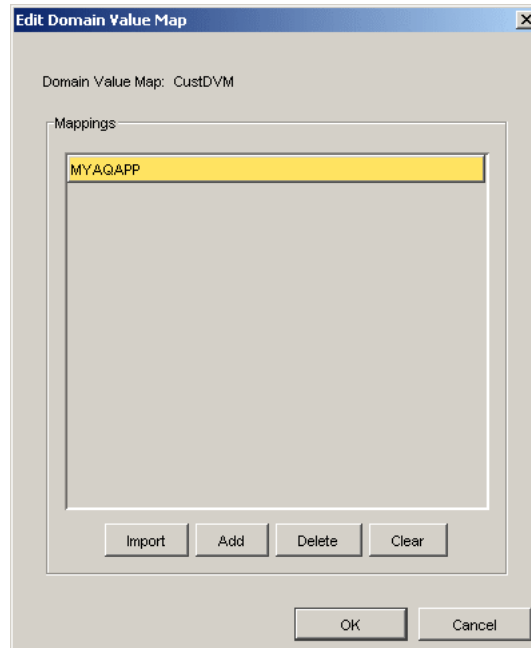 Edit Domain Value Map
Domain Value Map: CustDVM
Mappings
MYAQAPP
Import Add Delete Clear
OK Cancel